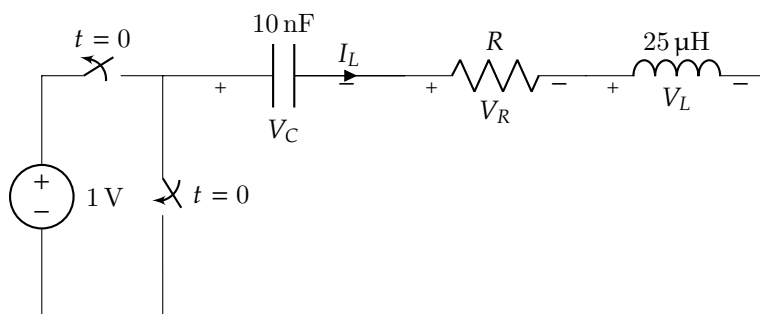 10 nF
t = 0
I_L
R
25 µH
+
−
+
−
+
−
V_C
V_R
V_L
+
−
1 V
t = 0